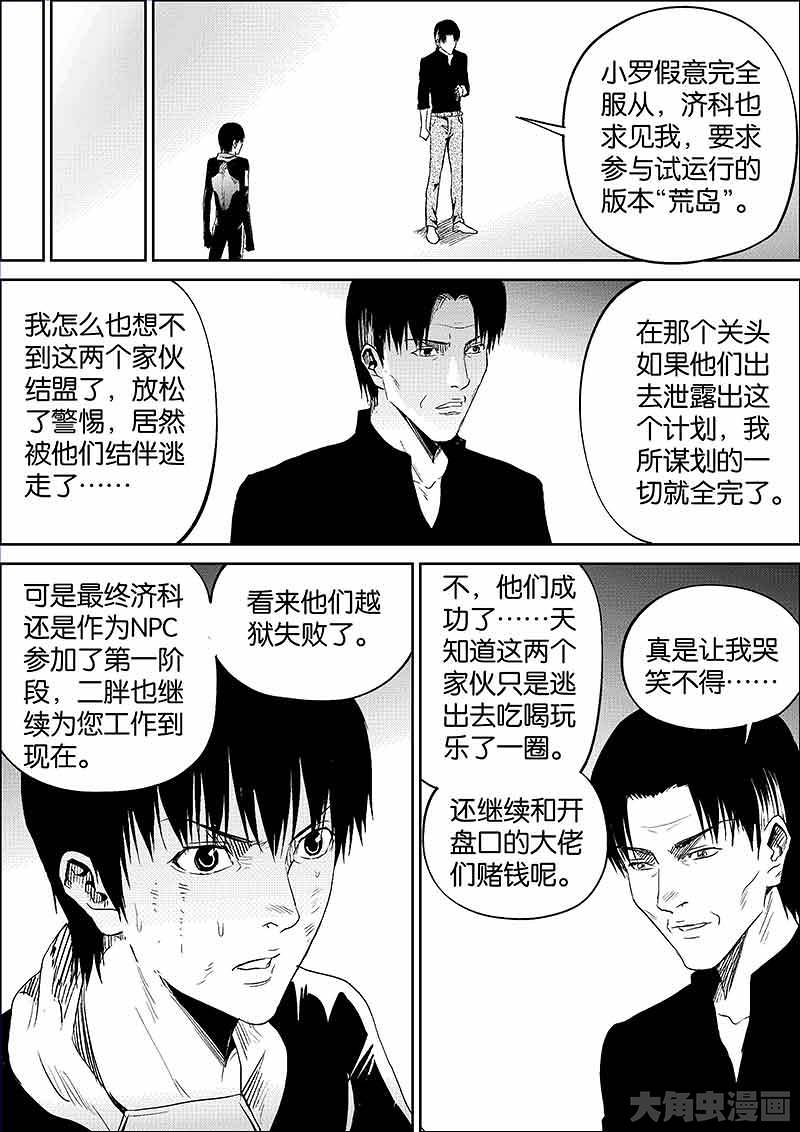 小罗假意完全
服从，济科也
求见我，要求
参与试运行的
版本“荒岛”。
我怎么也想不
到这两个家伙
结盟了，放松
了警惕，居然
被他们结伴逃
走了……
在那个关头
如果他们出
去泄露出这
个计划，我
所谋划的一
切就全完了。
可是最终济科
还是作为NPC
参加了第一阶
段，二胖也继
续为您工作到
现在。
看来他们越
狱失败了。
不，他们成
功了……天
知道这两个
家伙只是逃
出去吃喝玩
乐了一圈。
还继续和开
盘口的大佬
们赌钱呢。
真是让我哭
笑不得……
大角虫漫画